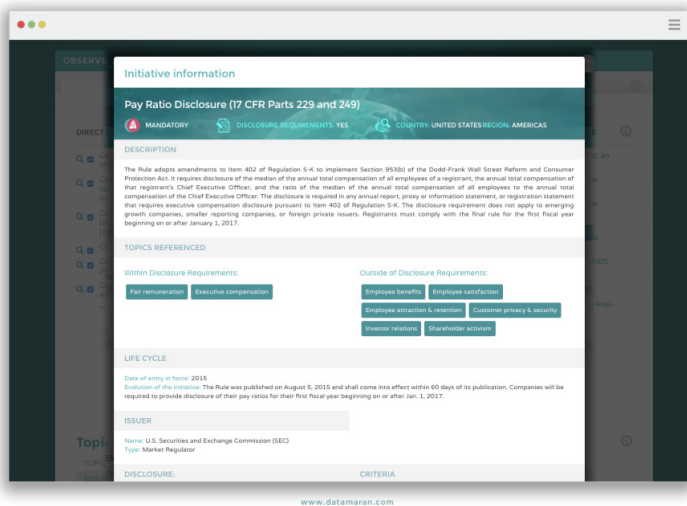 OBSERV
Initiative information
Pay Ratio Disclosure (17 CFR Parts 229 and 249)
MANDATORY DISCLOSURE REQUIREMENTS: YES COUNTRY: UNITED STATES REGION: AMERICAS
DIRECT
DESCRIPTION
The Rule adopts amendments to Item 402 of Regulation S-K to implement Section 953(b) of the Dodd-Frank Wall Street Reform and Consumer
Protection Act. It requires disclosure of the median of the annual total compensation of all employees of a registrant, the annual total compensation of
that registrant's Chief Executive Officer, and the ratio of the median of the annual total compensation of all employees to the annual total
compensation of the Chief Executive Officer. The disclosure is required in any annual report, proxy or information statement, or registration statement
that requires executive compensation disclosure pursuant to Item 402 of Regulation S-K. The disclosure requirement does not apply to emerging
growth companies, smaller reporting companies, or foreign private issuers. Registrants must comply with the final rule for the first fiscal year
beginning on or after January 1, 2017.
TOPICS REFERENCED
Within Disclosure Requirements: Outside of Disclosure Requirements:
Fair remuneration Executive compensation Employee benefits Employee satisfaction
Employee attraction & retention Customer privacy & security
Investor relations Shareholder activism
LIFE CYCLE
Date of entry in force: 2015
Evolution of the initiative: The Rule was published on August 5, 2015 and shall come into effect within 60 days of its publication. Companies will be
required to provide disclosure of their pay ratios for their first fiscal year beginning on or after Jan. 1, 2017.
ISSUER
Name: U.S. Securities and Exchange Commission (SEC)
Type: Market Regulator
Topic
DISCLOSURE: CRITERIA
www.datamaran.com